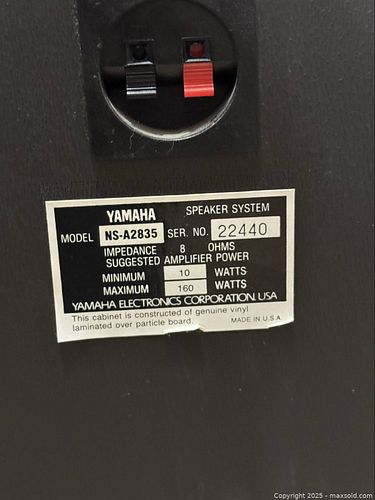 YAMAHA SPEAKER SYSTEM
MODEL NS-A2835 SER. NO. 22440
IMPEDANCE 8 OHMS
SUGGESTED AMPLIFIER POWER
MINIMUM 10 WATTS
MAXIMUM 160 WATTS
YAMAHA ELECTRONICS CORPORATION, USA
This cabinet is constructed of genuine vinyl
laminated over particle board. MADE IN U.S.A.
Copyright 2025 - maxsold.com